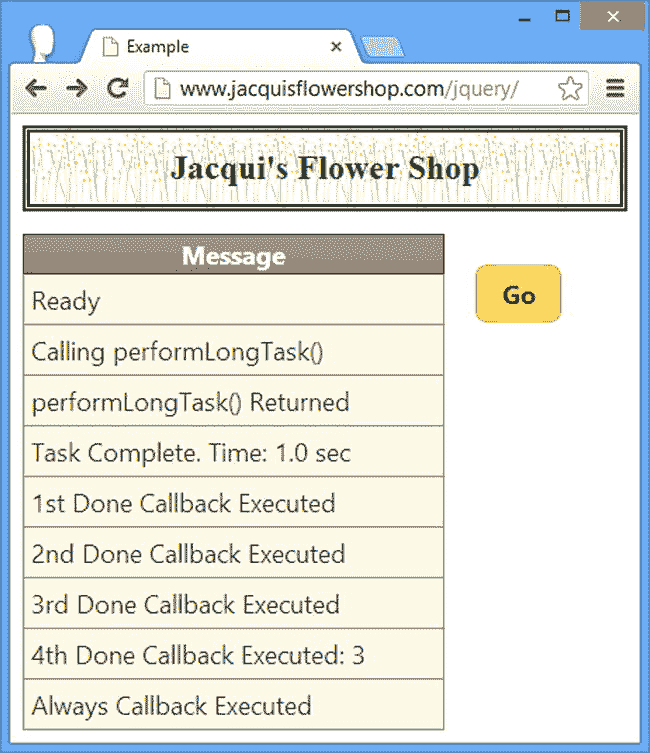 Example
www.jacquisflowershop.com/jquery/
Jacqui's Flower Shop
Message
Go
Ready
Calling performLongTask()
performLongTask() Returned
Task Complete. Time: 1.0 sec
1st Done Callback Executed
2nd Done Callback Executed
3rd Done Callback Executed
4th Done Callback Executed: 3
Always Callback Executed